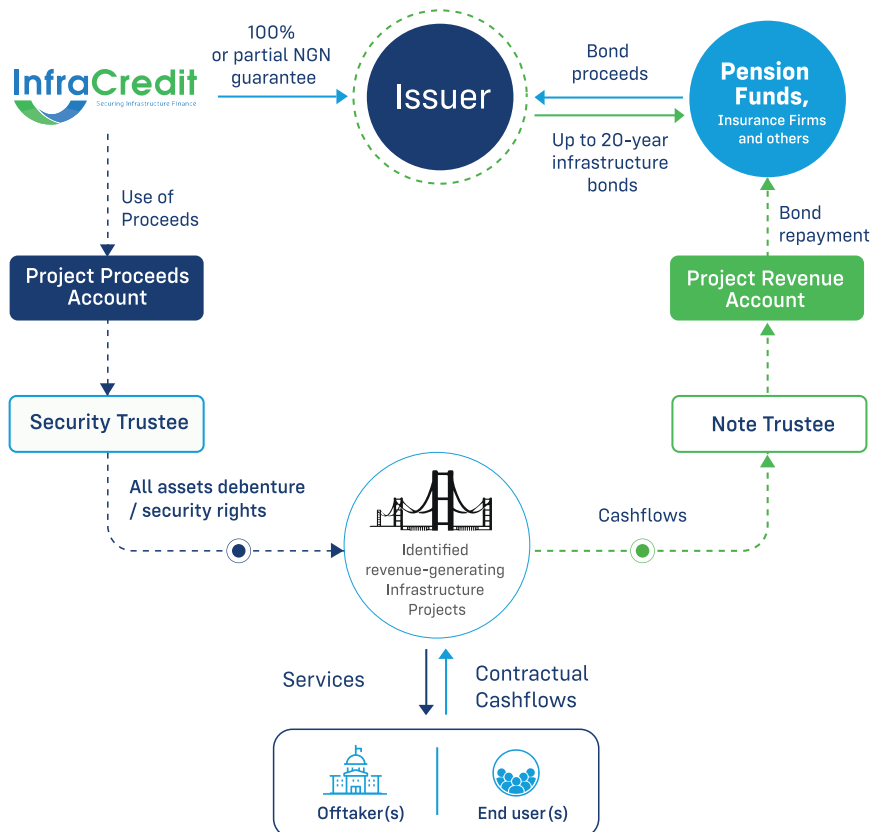 100%
or partial NGN
guarantee
InfraCredit
Securing Infrastructure Finance
Issuer
Bond
proceeds
Up to 20-year
infrastructure
bonds
Pension
Funds,
Insurance Firms
and others
Use of
Proceeds
Bond
repayment
Project Proceeds
Account
Project Revenue
Account
Security Trustee
Note Trustee
All assets debenture
/ security rights
Identified
revenue-generating
Infrastructure
Projects
Cashflows
Services
Contractual
Cashflows
Offtaker(s)
End user(s)